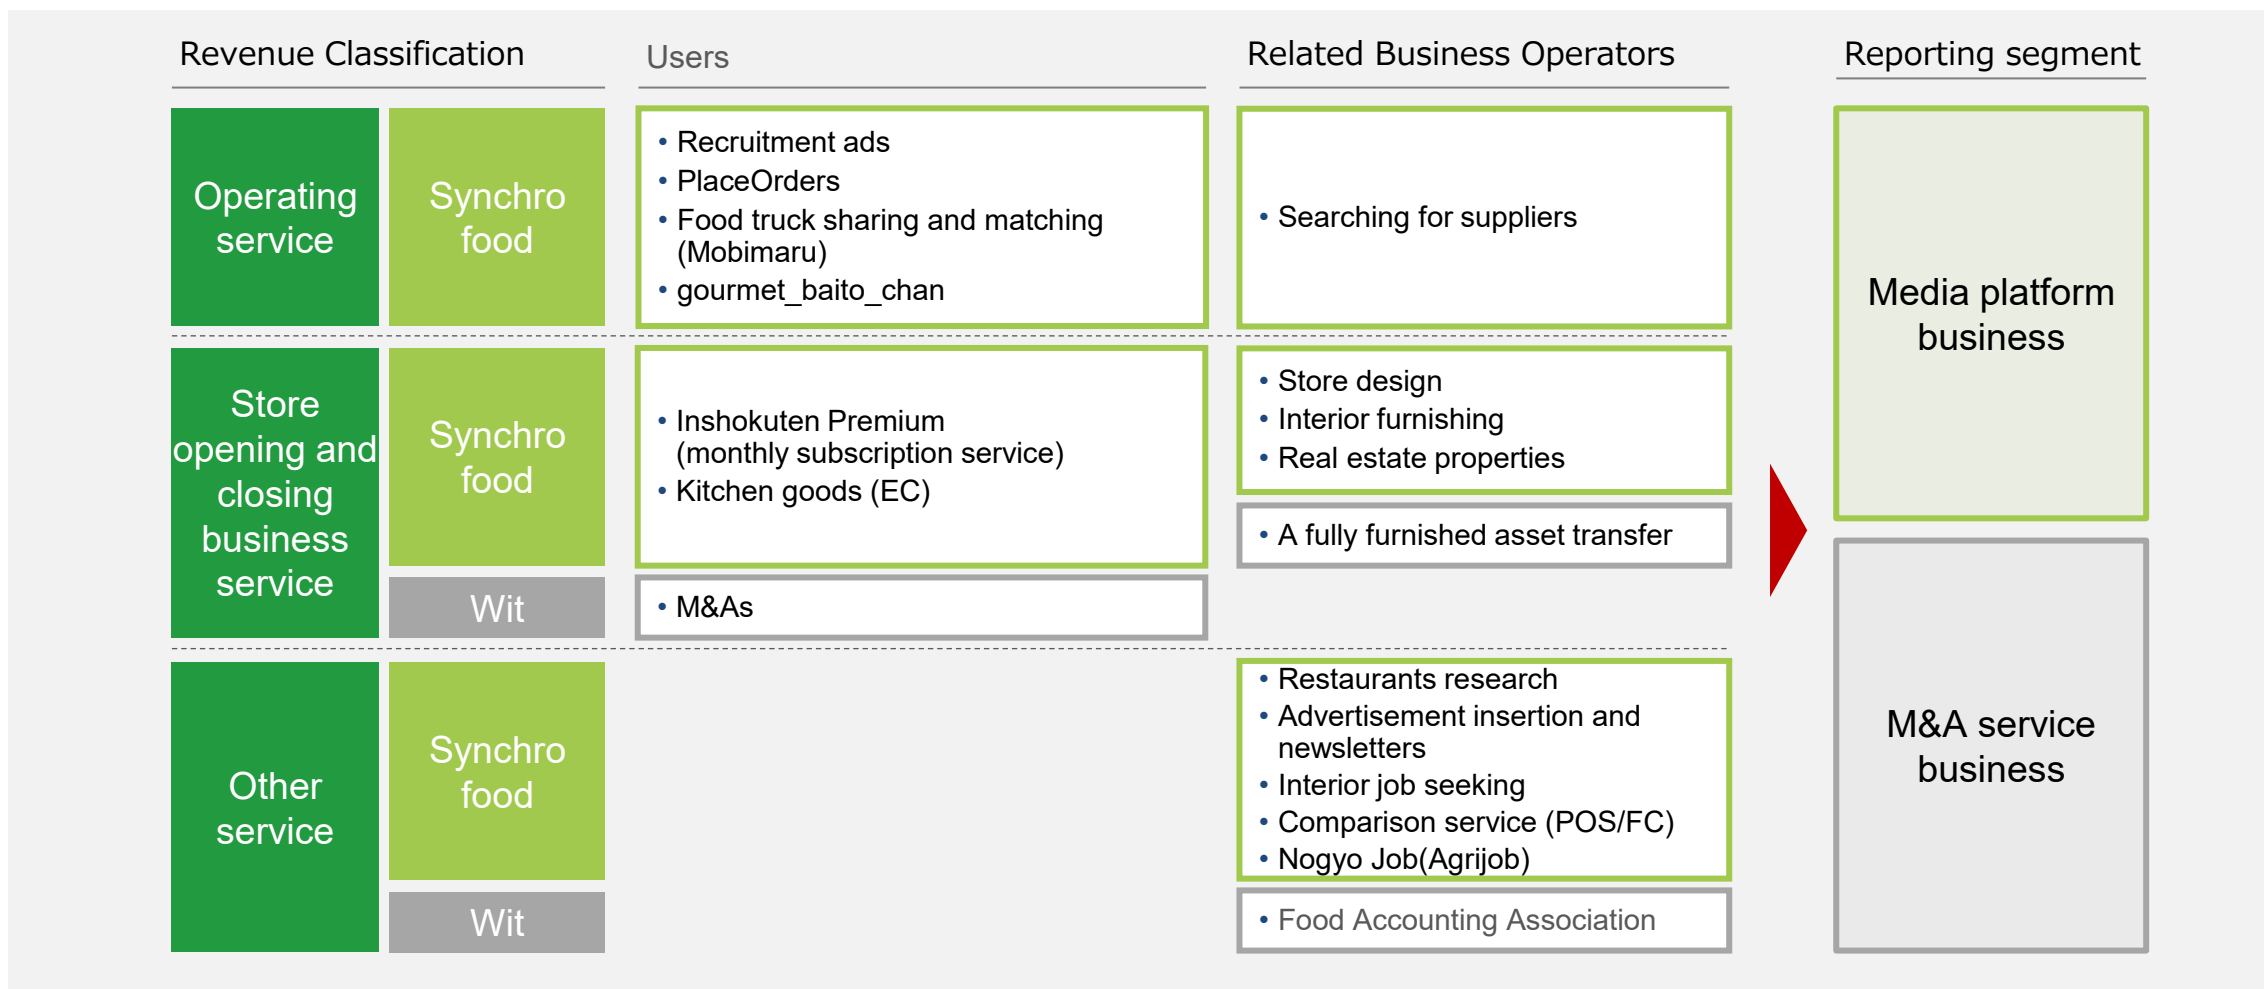 Revenue Classification
Users
Related Business Operators
Reporting segment
Operating
service
Synchro
food
• Recruitment ads
• PlaceOrders
• Food truck sharing and matching
(Mobimaru)
• gourmet_baito_chan
• Searching for suppliers
Store
opening and
closing
business
service
Synchro
food
• Inshokuten Premium
(monthly subscription service)
• Kitchen goods (EC)
• Store design
• Interior furnishing
• Real estate properties
• A fully furnished asset transfer
Wit
• M&As
Other
service
Synchro
food
• Restaurants research
• Advertisement insertion and
newsletters
• Interior job seeking
• Comparison service (POS/FC)
• Nogyo Job(Agrijob)
Wit
• Food Accounting Association
Media platform
business
M&A service
business